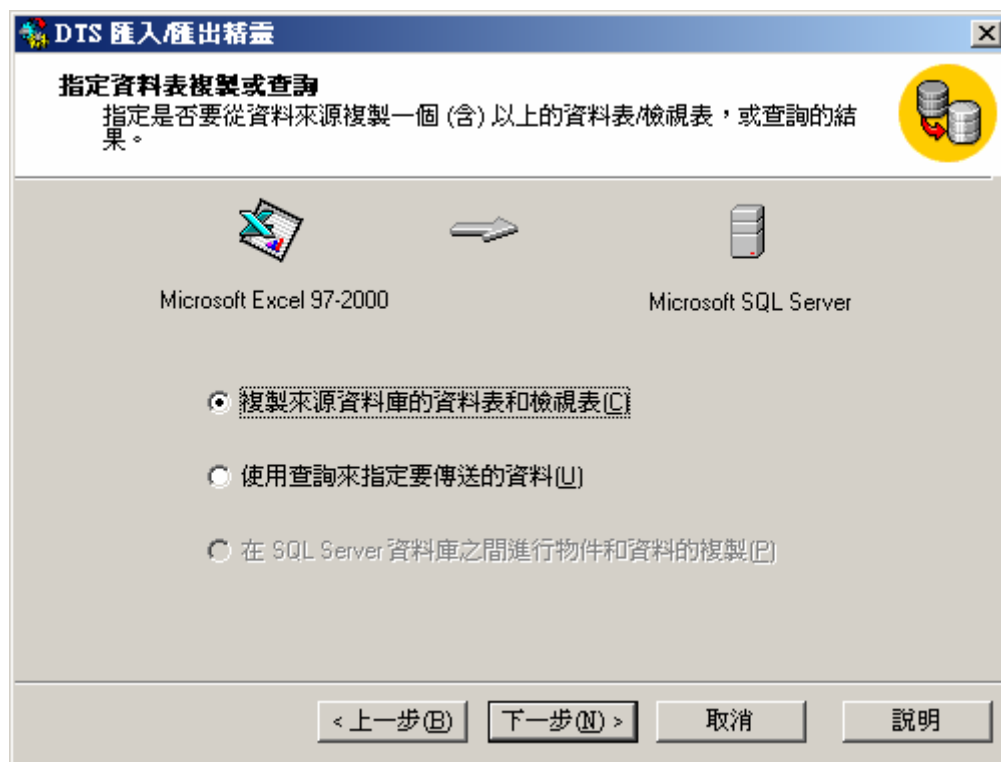 DTS 匯入/匯出精靈
指定資料表複製或查詢
指定是否要從資料來源複製一個 (含) 以上的資料表/檢視表，或查詢的結
果。
Microsoft Excel 97-2000
Microsoft SQL Server
複製來源資料庫的資料表和檢視表(C)
使用查詢來指定要傳送的資料(U)
在 SQL Server 資料庫之間進行物件和資料的複製(P)
< 上一步(B) 下一步(N) > 取消 說明